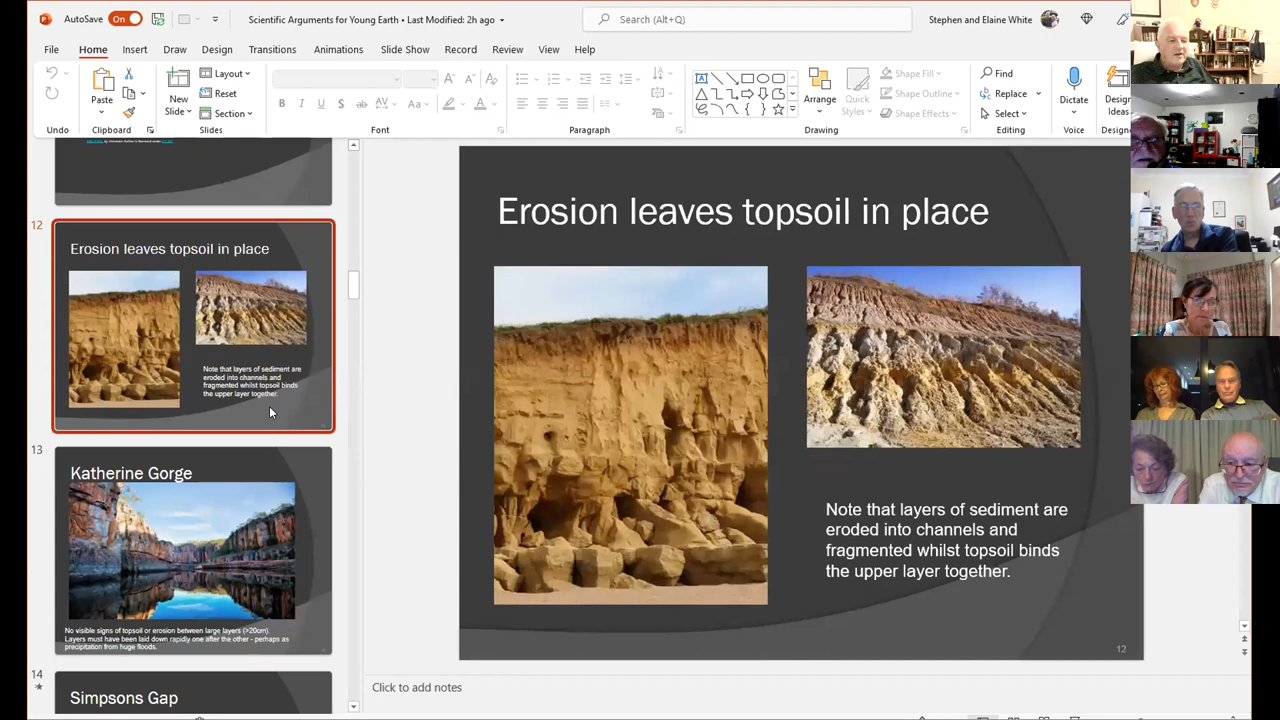 AutoSave On
Scientific Arguments for Young Earth • Last Modified: 2h ago
Search (Alt+Q)
Stephen and Elaine White
File Home Insert Draw Design Transitions Animations Slide Show Record Review View Help
Paste
New
Slide
Layout
Reset
Section
Aa
B I U S ab AV
A
Arrange
Quick
Styles
Shape Fill
Shape Outline
Shape Effects
Find
Replace
Select
Dictate
Design
Ideas
Undo
Clipboard
Slides
Font
Paragraph
Drawing
Editing
Voice
Designe
12
Erosion leaves topsoil in place
Note that layers of sediment are
eroded into channels and
fragmented whilst topsoil binds
the upper layer together.
13
Katherine Gorge
No visible signs of topsoil or erosion between large layers (>20cm).
Layers must have been laid down rapidly one after the other - perhaps as
precipitation from huge floods.
14
Simpsons Gap
Erosion leaves topsoil in place
Note that layers of sediment are
eroded into channels and
fragmented whilst topsoil binds
the upper layer together.
12
Click to add notes